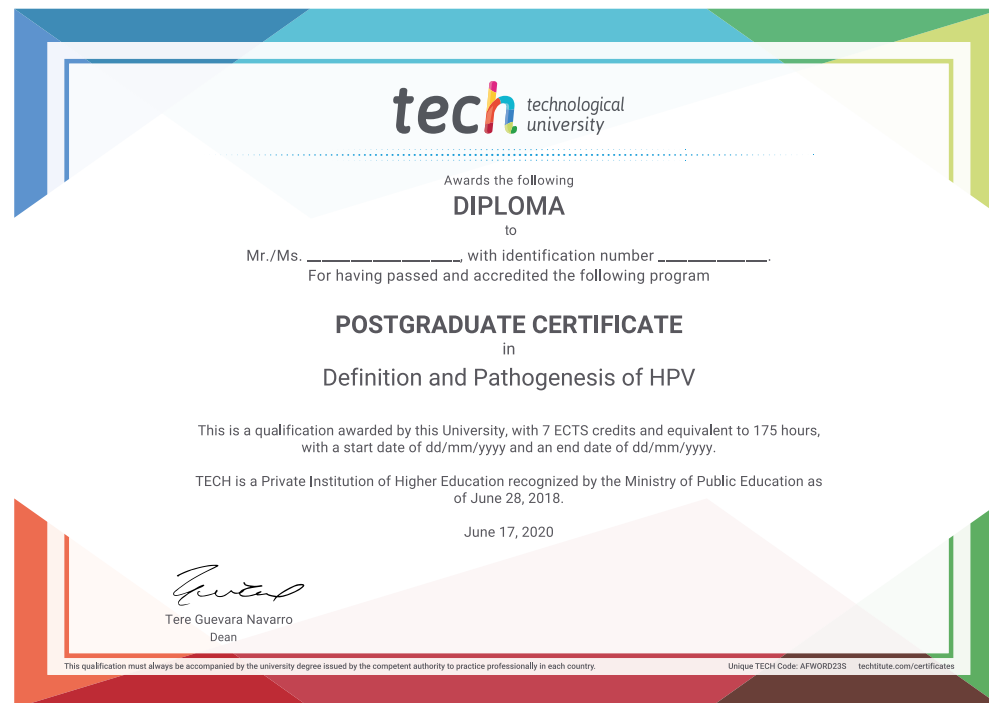 tech technological
university
Awards the following
DIPLOMA
to
Mr./Ms. ____________________, with identification number ______________.
For having passed and accredited the following program
POSTGRADUATE CERTIFICATE
in
Definition and Pathogenesis of HPV
This is a qualification awarded by this University, with 7 ECTS credits and equivalent to 175 hours,
with a start date of dd/mm/yyyy and an end date of dd/mm/yyyy.
TECH is a Private Institution of Higher Education recognized by the Ministry of Public Education as
of June 28, 2018.
June 17, 2020
Tere Guevara Navarro
Dean
This qualification must always be accompanied by the university degree issued by the competent authority to practice professionally in each country.
Unique TECH Code: AFWORD23S techtitute.com/certificates